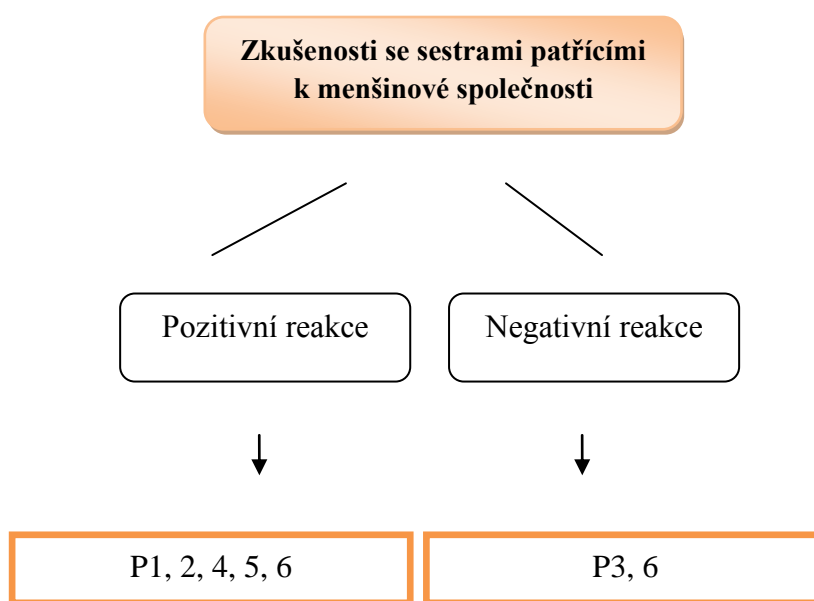 Zkušenosti se sestrami patřícími
k menšinové společnosti
Pozitivní reakce
Negativní reakce
P1, 2, 4, 5, 6
P3, 6